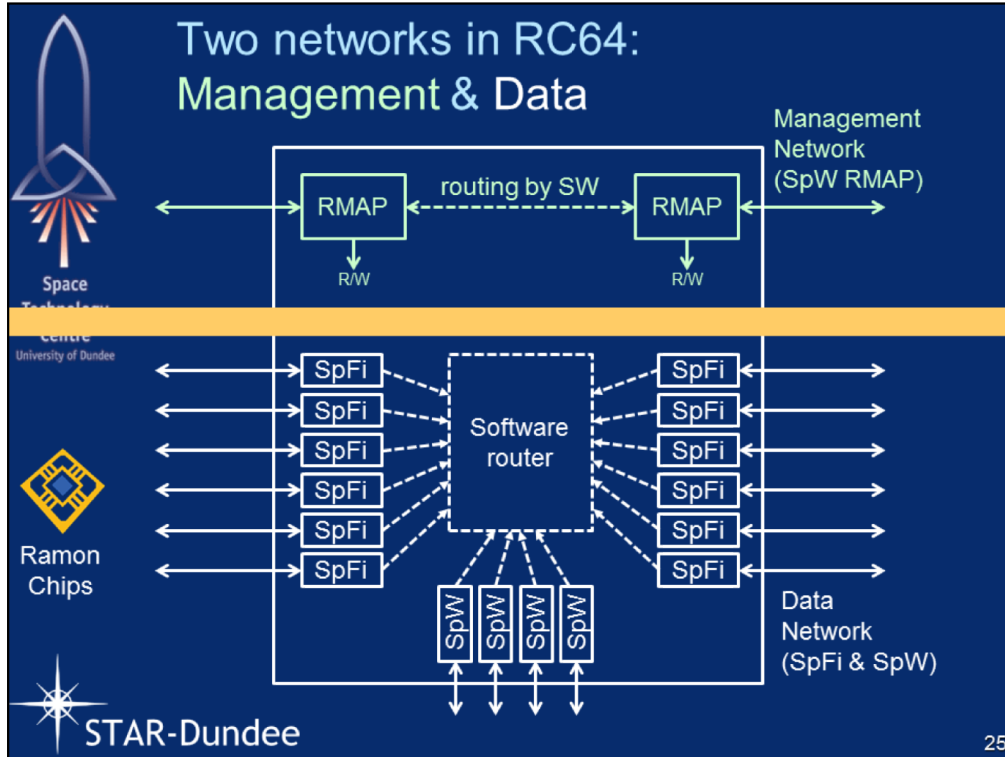 Two networks in RC64:
Management & Data
Management
Network
(SpW RMAP)
RMAP
routing by SW
RMAP
R/W
R/W
Space
Technology
Centre
University of Dundee
SpFi
SpFi
SpFi
SpFi
SpFi
SpFi
Software
router
SpFi
SpFi
SpFi
SpFi
SpFi
SpFi
SpW
SpW
SpW
SpW
Ramon
Chips
Data
Network
(SpFi & SpW)
STAR-Dundee
25